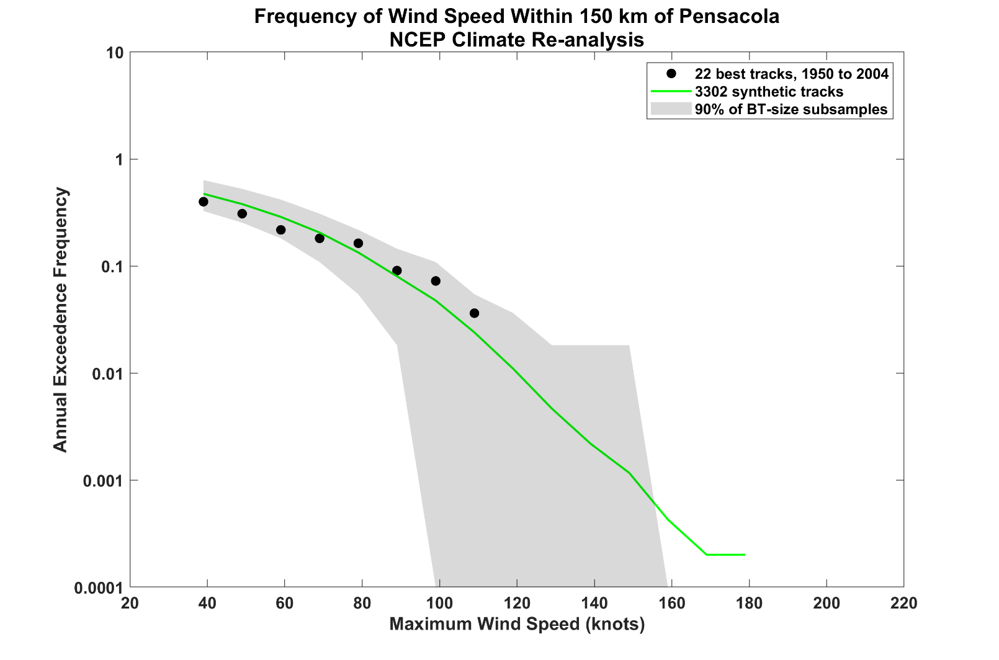 Frequency of Wind Speed Within 150 km of Pensacola
NCEP Climate Re-analysis
22 best tracks, 1950 to 2004
3302 synthetic tracks
90% of BT-size subsamples
Annual Exceedence Frequency
10
1
0.1
0.01
0.001
0.0001
20 40 60 80 100 120 140 160 180 200 220
Maximum Wind Speed (knots)